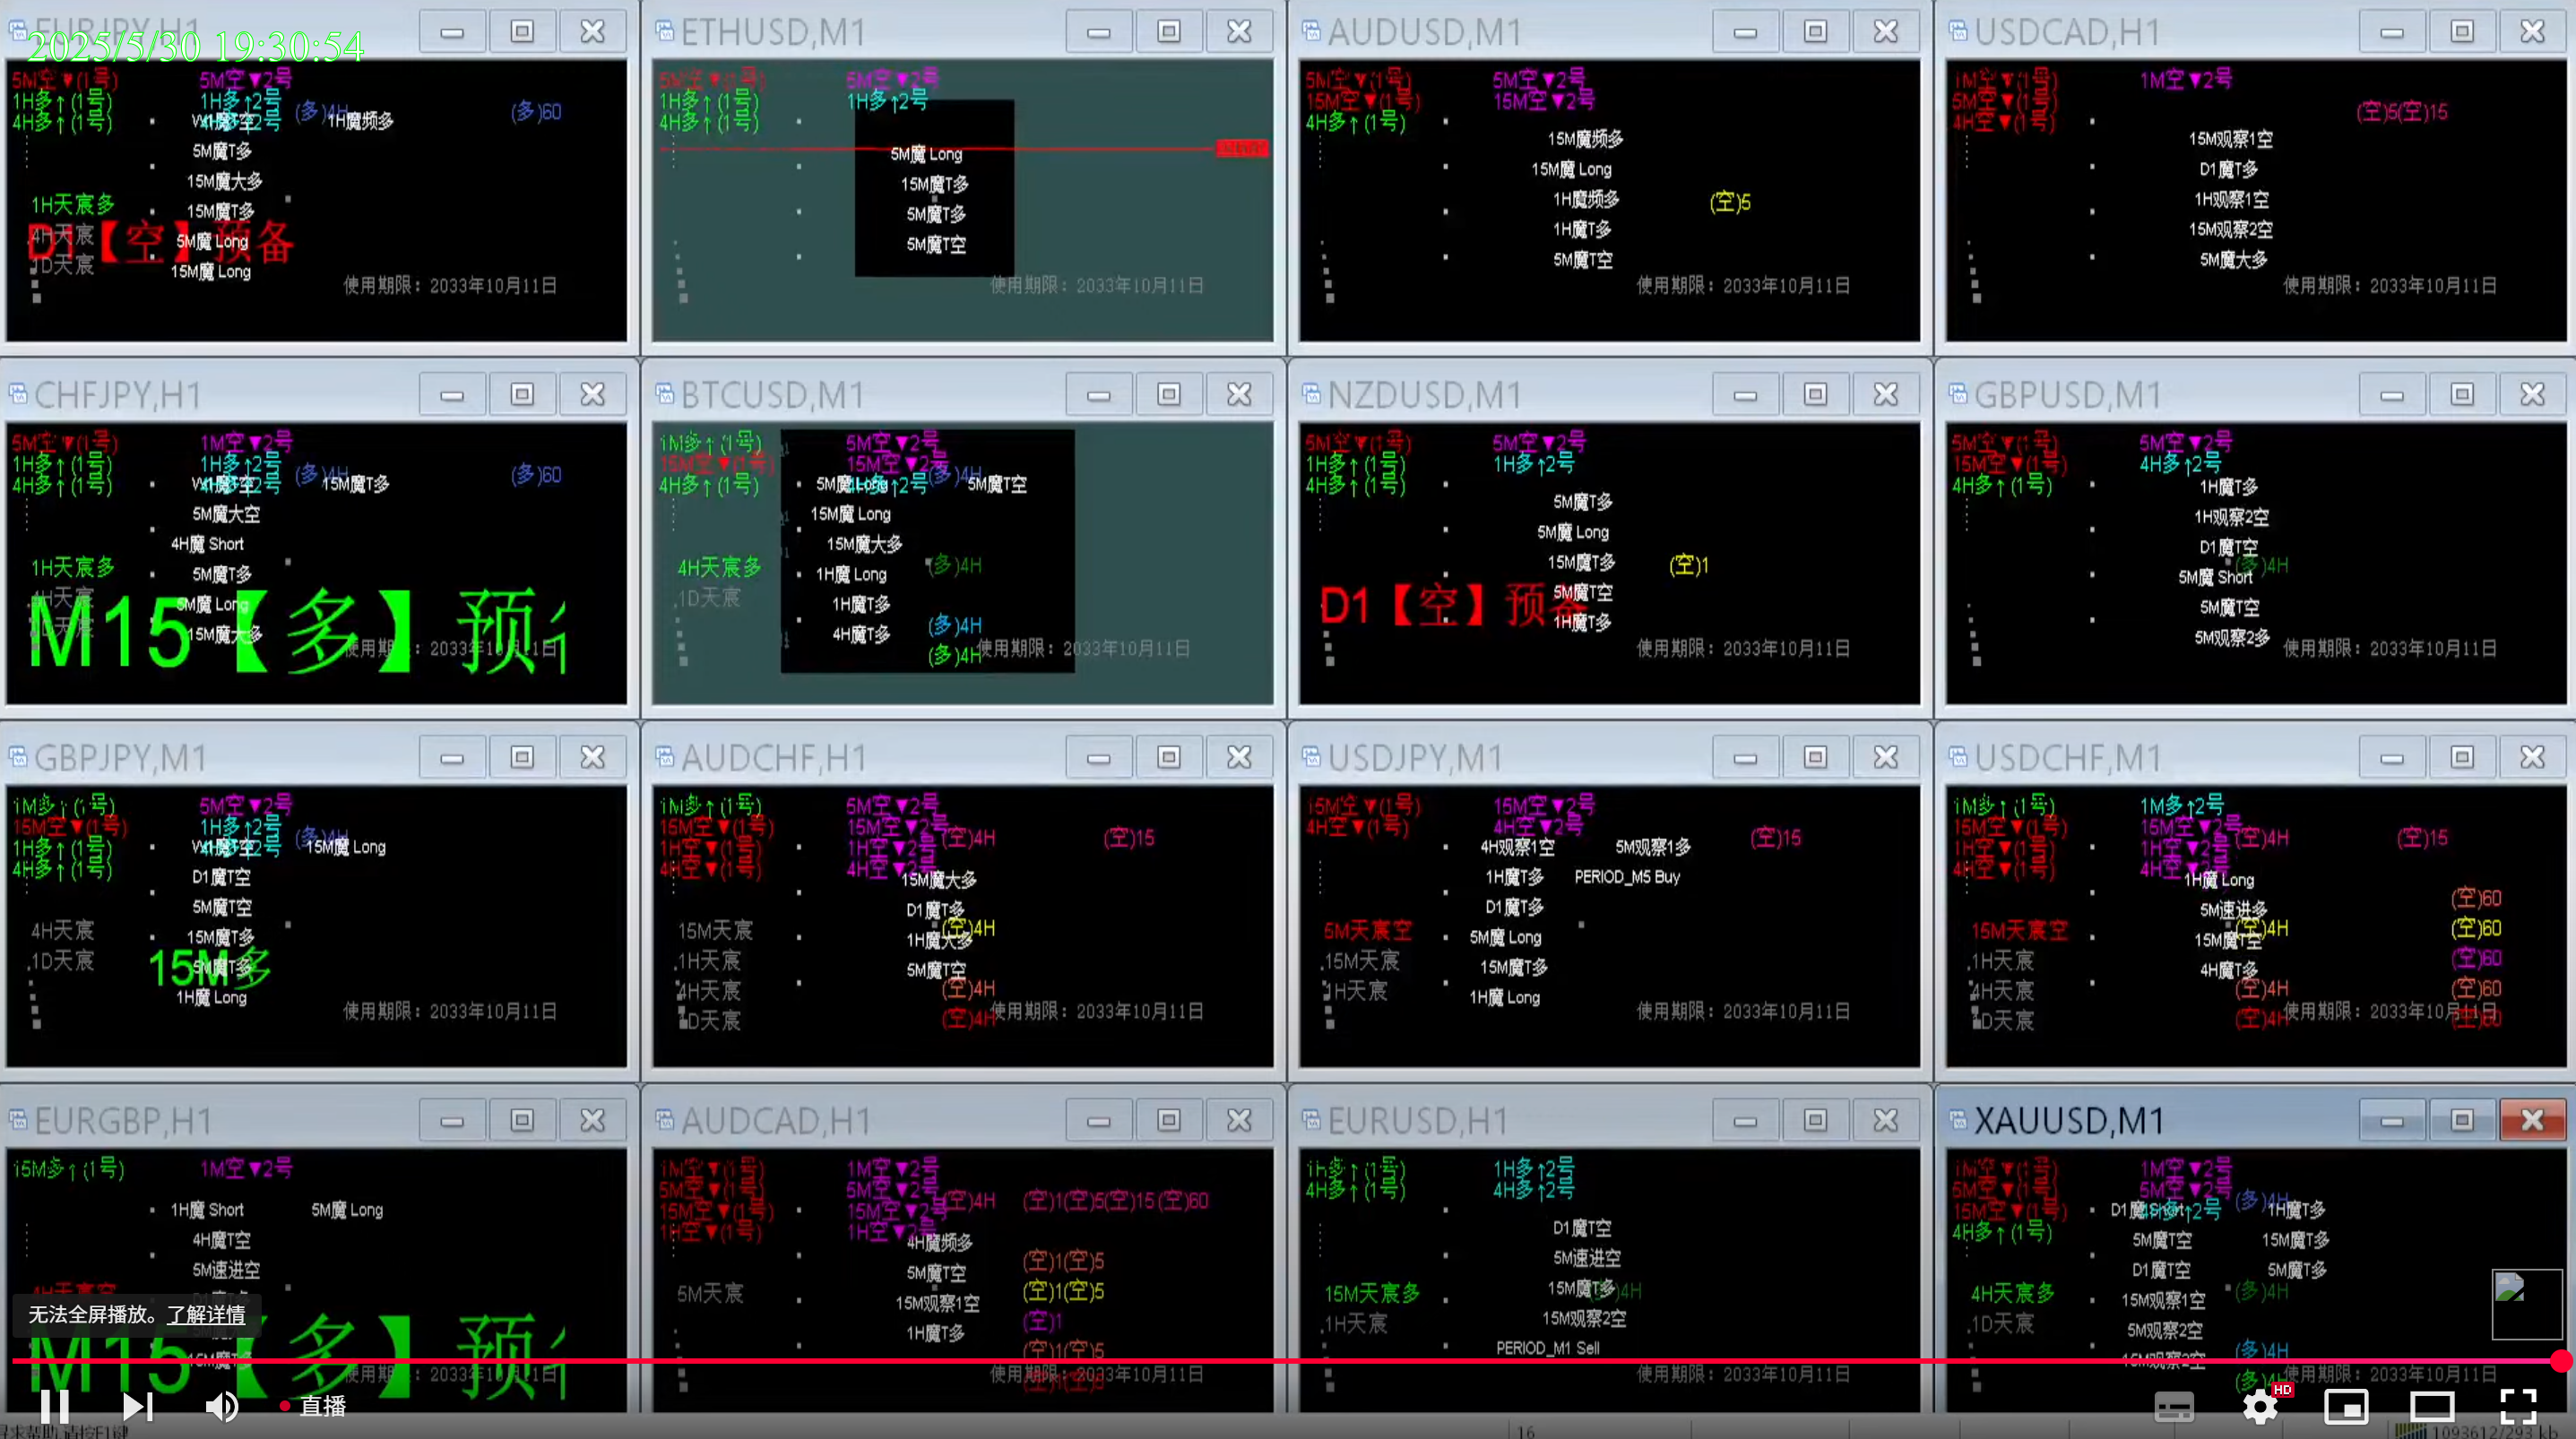 EURJPY,H1
2025/5/30 19:30:54
5M空▼(1号) 5M空▼2号
1H多↑(1号) 1H多↑2号 (多)4H (多)60
4H多↑(1号) 1H魔频多
5M魔T多
15M魔大多
1H天宸多 15M魔T多
4H天宸 5M魔 Long
D1【空】预备
1D天宸 15M魔 Long
使用期限：2033年10月11日
ETHUSD,M1
5M空▼(1号) 5M空▼2号
1H多↑(1号) 1H多↑2号
4H多↑(1号)
5M魔 Long
15M魔T多
5M魔T多
5M魔T空
使用期限：2033年10月11日
AUDUSD,M1
5M空▼(1号) 5M空▼2号
15M空▼(1号) 15M空▼2号
4H多↑(1号)
15M魔频多
15M魔 Long
1H魔频多 (空)5
1H魔T多
5M魔T空
使用期限：2033年10月11日
USDCAD,H1
1M空▼(1号) 1M空▼2号
5M空▼(1号) (空)5(空)15
4H空▼(1号)
15M观察1空
D1魔T多
1H观察1空
15M观察2空
5M魔大多
使用期限：2033年10月11日
CHFJPY,H1
5M空▼(1号) 1M空▼2号
1H多↑(1号) 1H多↑2号 (多)4H (多)60
4H多↑(1号) 15M魔T多
5M魔大空
4H魔 Short
1H天宸多 5M魔T多
4H天宸 5M魔 Long
15M魔大多
M15【多】预
使用期限：2033年10月11日
BTCUSD,M1
1M多↑(1号) 5M空▼2号
15M空▼(1号) 15M空▼2号 (多)4H
4H多↑(1号) 5M魔 Long 4H多↑2号 5M魔T空
15M魔 Long
15M魔大多
4H天宸多 (多)4H
1H魔 Long
1D天宸 1H魔T多
(多)4H
4H魔T多
(多)4H 使用期限：2033年10月11日
NZDUSD,M1
5M空▼(1号) 5M空▼2号
1H多↑(1号) 1H多↑2号
4H多↑(1号)
5M魔T多
5M魔 Long
15M魔T多 (空)1
5M魔T空
D1【空】预备
1H魔T多
使用期限：2033年10月11日
GBPUSD,M1
5M空▼(1号) 5M空▼2号
15M空▼(1号) 4H多↑2号
4H多↑(1号) 1H魔T多
1H观察2空
D1魔T空
(多)4H
5M魔 Short
5M魔T空
5M观察2多
使用期限：2033年10月11日
GBPJPY,M1
1M多↑(1号) 5M空▼2号
15M空▼(1号) 1H多↑2号 (多)4H
1H多↑(1号) 15M魔 Long
4H多↑(1号) D1魔T空
5M魔T空
4H天宸 15M魔T多
1D天宸 5M魔T多
15M多
1H魔 Long
使用期限：2033年10月11日
AUDCHF,H1
1M多↑(1号) 5M空▼2号
15M空▼(1号) 15M空▼2号 (空)4H (空)15
1H空▼(1号) 1H空▼2号
4H空▼(1号) 4H空▼2号
15M魔大多
D1魔T多
15M天宸 (空)4H
1H魔大多
1H天宸 5M魔T空
4H天宸 (空)4H
1D天宸 (空)4H
使用期限：2033年10月11日
USDJPY,M1
15M空▼(1号) 15M空▼2号
4H空▼(1号) 4H空▼2号 (空)15
4H观察1空 5M观察1多
1H魔T多 PERIOD_M5 Buy
D1魔T多
5M天宸空 5M魔 Long
15M天宸 15M魔T多
1H天宸 1H魔 Long
使用期限：2033年10月11日
USDCHF,M1
1M多↑(1号) 1M多↑2号
15M空▼(1号) 15M空▼2号 (空)4H (空)15
1H空▼(1号) 1H空▼2号
4H空▼(1号) 4H空▼2号
1H魔 Long
(空)60
5M速进多
15M天宸空 (空)4H (空)60
15M魔T空
1H天宸 (空)60
4H魔T多
4H天宸 (空)4H (空)60
1D天宸 (空)4H (空)60
使用期限：2033年10月11日
EURGBP,H1
15M多↑(1号) 1M空▼2号
1H魔 Short 5M魔 Long
4H魔T空
5M速进空
4H天宸空
无法全屏播放。了解详情
M15【多】预
15M魔T多
使用期限：2033年10月11日
AUDCAD,H1
1M空▼(1号) 1M空▼2号
5M空▼(1号) 5M空▼2号 (空)4H (空)1(空)5(空)15(空)60
15M空▼(1号) 15M空▼2号
1H空▼(1号) 1H空▼2号
4H魔频多
(空)1(空)5
5M魔T空
5M天宸 (空)1(空)5
15M观察1空
(空)1
1H魔T多
(空)1(空)5
使用期限：2033年10月11日
EURUSD,H1
1H多↑(1号) 1H多↑2号
4H多↑(1号) 4H多↑2号
D1魔T空
5M速进空
15M天宸多 15M魔T多 )4H
1H天宸 15M观察2空
PERIOD_M1 Sell
使用期限：2033年10月11日
XAUUSD,M1
1M空▼(1号) 1M空▼2号
5M空▼(1号) 5M空▼2号 (多)4H
15M空▼(1号) D1魔 Short 4H多↑2号 1H魔T多
4H多↑(1号) 5M魔T空 15M魔T多
D1魔T空 5M魔T多
4H天宸多 15M观察1空 (多)4H
1D天宸 5M观察2空
15M观察2空 (多)4H
(多)4H 使用期限：2033年10月11日
直播
HD
16
1093612/293 kb